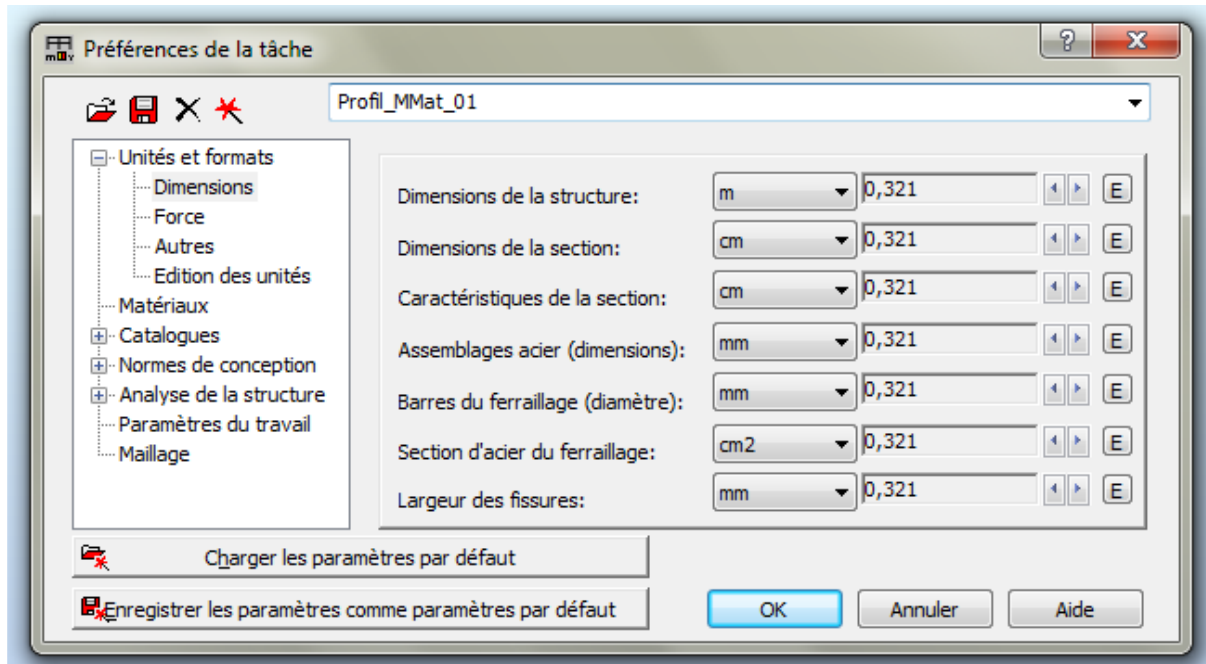 Préférences de la tâche
Profil_MMat_01
Unités et formats
Dimensions
Force
Autres
Edition des unités
Matériaux
Catalogues
Normes de conception
Analyse de la structure
Paramètres du travail
Maillage
Dimensions de la structure: m 0,321 E
Dimensions de la section: cm 0,321 E
Caractéristiques de la section: cm 0,321 E
Assemblages acier (dimensions): mm 0,321 E
Barres du ferraillage (diamètre): mm 0,321 E
Section d'acier du ferraillage: cm2 0,321 E
Largeur des fissures: mm 0,321 E
Charger les paramètres par défaut
Enregistrer les paramètres comme paramètres par défaut
OK Annuler Aide